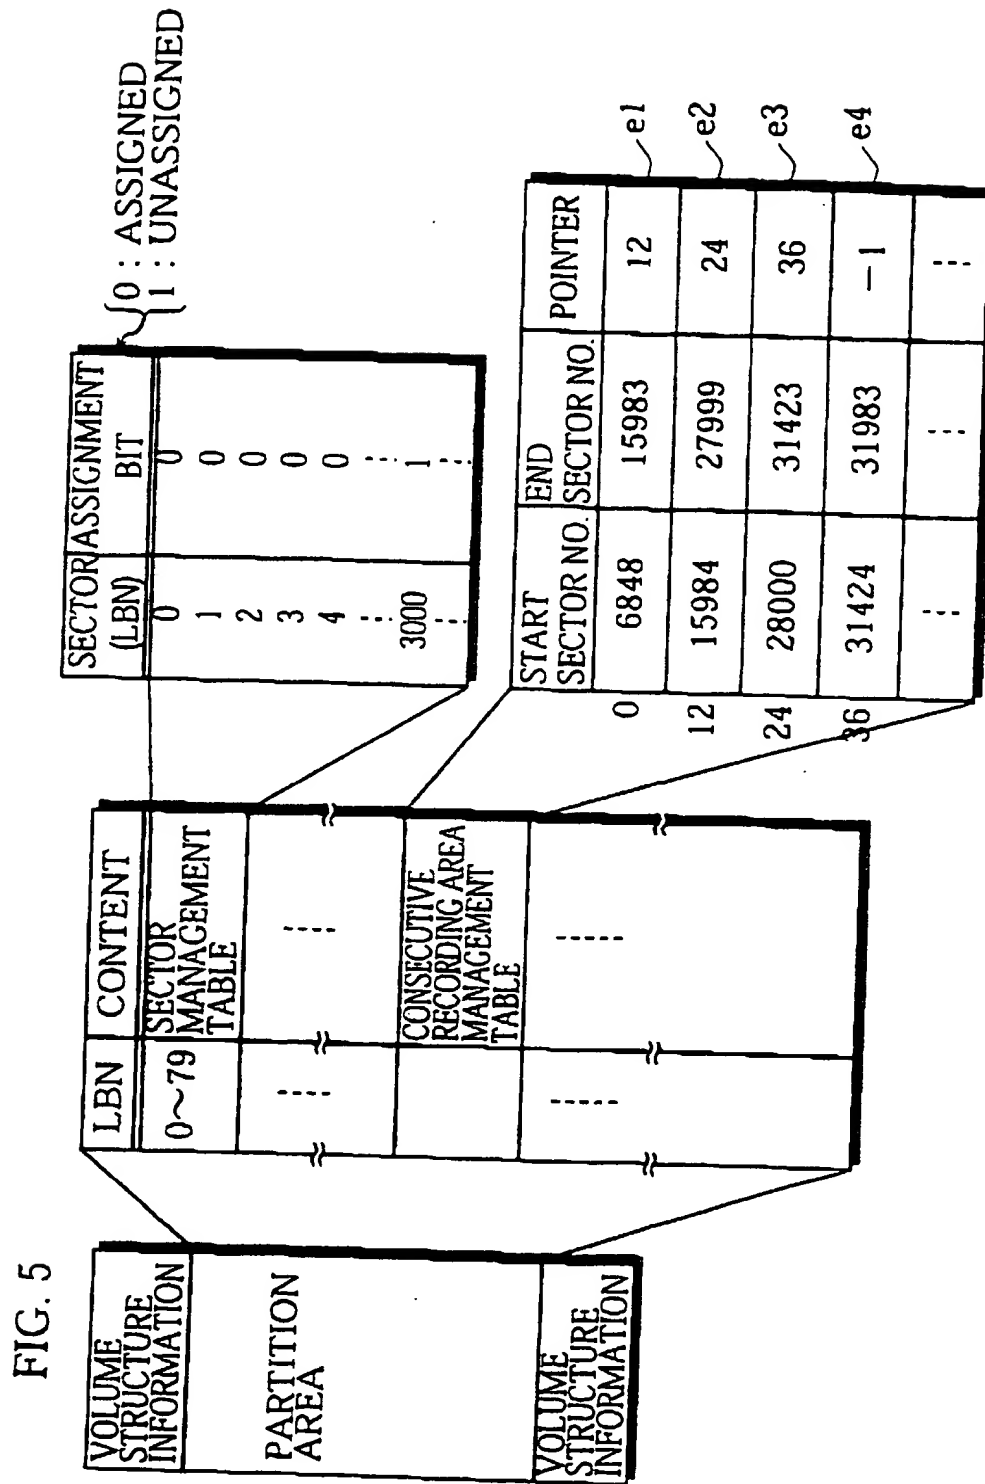 FIG. 5
VOLUME
STRUCTURE
INFORMATION
PARTITION
AREA
VOLUME
STRUCTURE
INFORMATION
LBN CONTENT
0~79 SECTOR
MANAGEMENT
TABLE
CONSECUTIVE
RECORDING AREA
MANAGEMENT
TABLE
SECTOR
(LBN)
ASSIGNMENT
BIT
0 0
1 0
2 0
3 0
4 0
3000 1
0 : ASSIGNED
1 : UNASSIGNED
START
SECTOR NO.
END
SECTOR NO.
POINTER
0 6848 15983 12 e1
12 15984 27999 24 e2
24 28000 31423 36 e3
36 31424 31983 -1 e4